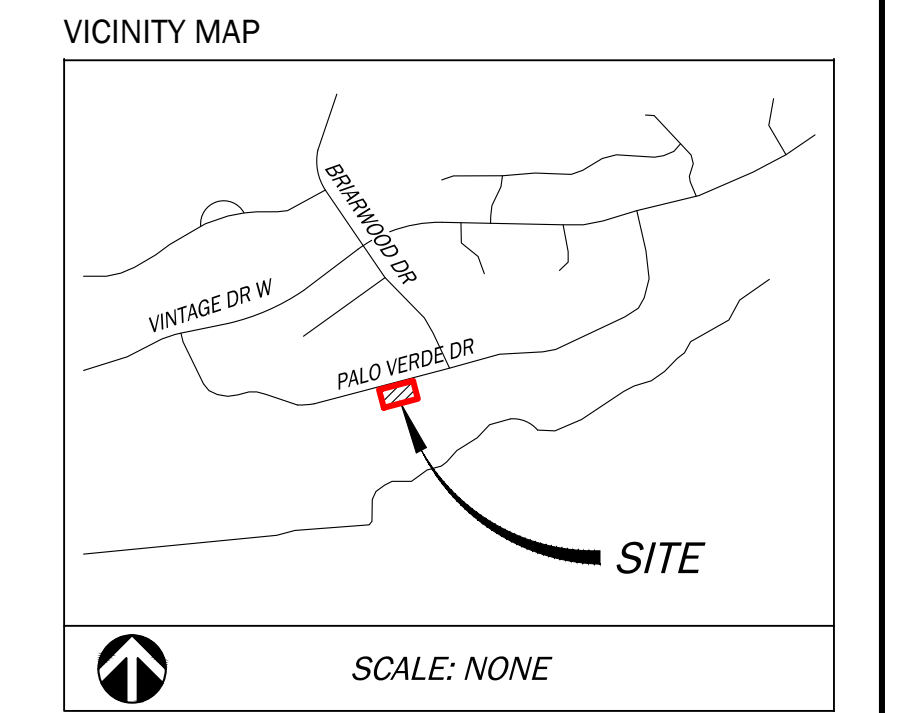 VICINITY MAP
BRIARWOOD DR
VINTAGE DR W
PALO VERDE DR
SITE
SCALE: NONE